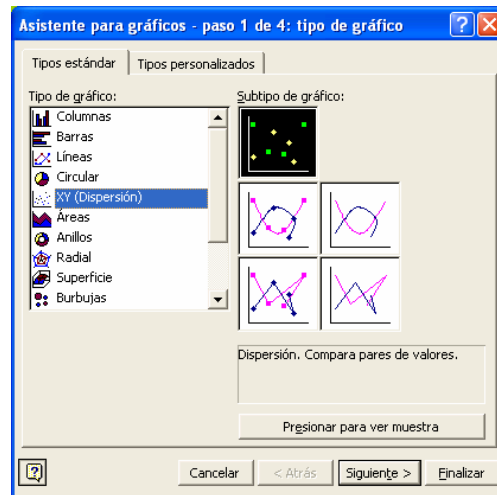 Asistente para gráficos - paso 1 de 4: tipo de gráfico
Tipos estándar
Tipos personalizados
Tipo de gráfico:
Columnas
Barras
Líneas
Circular
XY (Dispersión)
Áreas
Anillos
Radial
Superficie
Burbujas
Subtipo de gráfico:
Dispersión. Compara pares de valores.
Presionar para ver muestra
Cancelar
< Atrás
Siguiente >
Finalizar